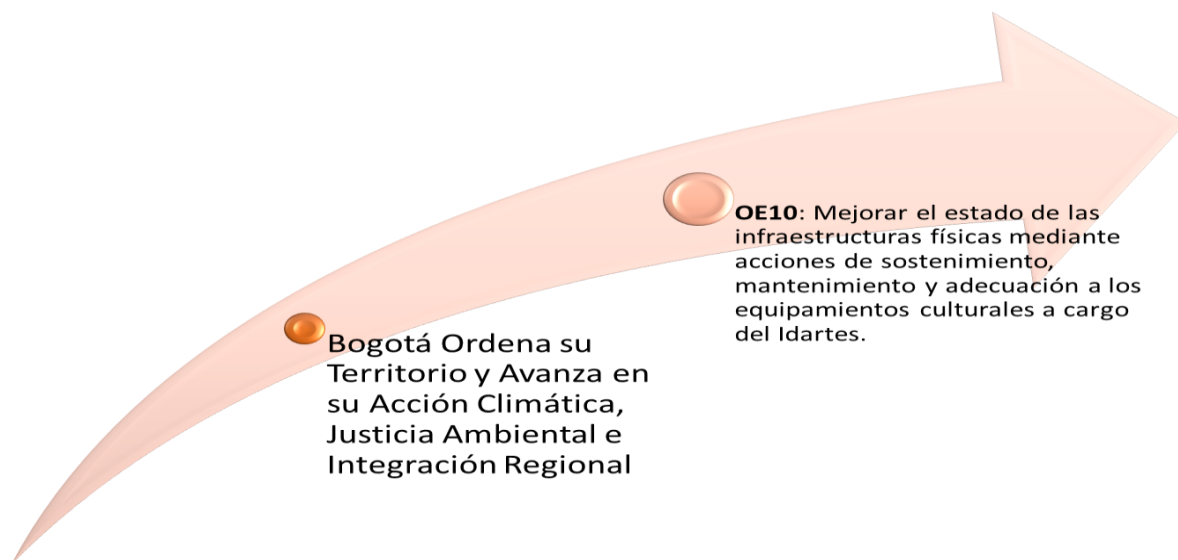 OE10: Mejorar el estado de las
infraestructuras físicas mediante
acciones de sostenimiento,
mantenimiento y adecuación a los
equipamientos culturales a cargo
del Idartes.
Bogotá Ordena su
Territorio y Avanza en
su Acción Climática,
Justicia Ambiental e
Integración Regional